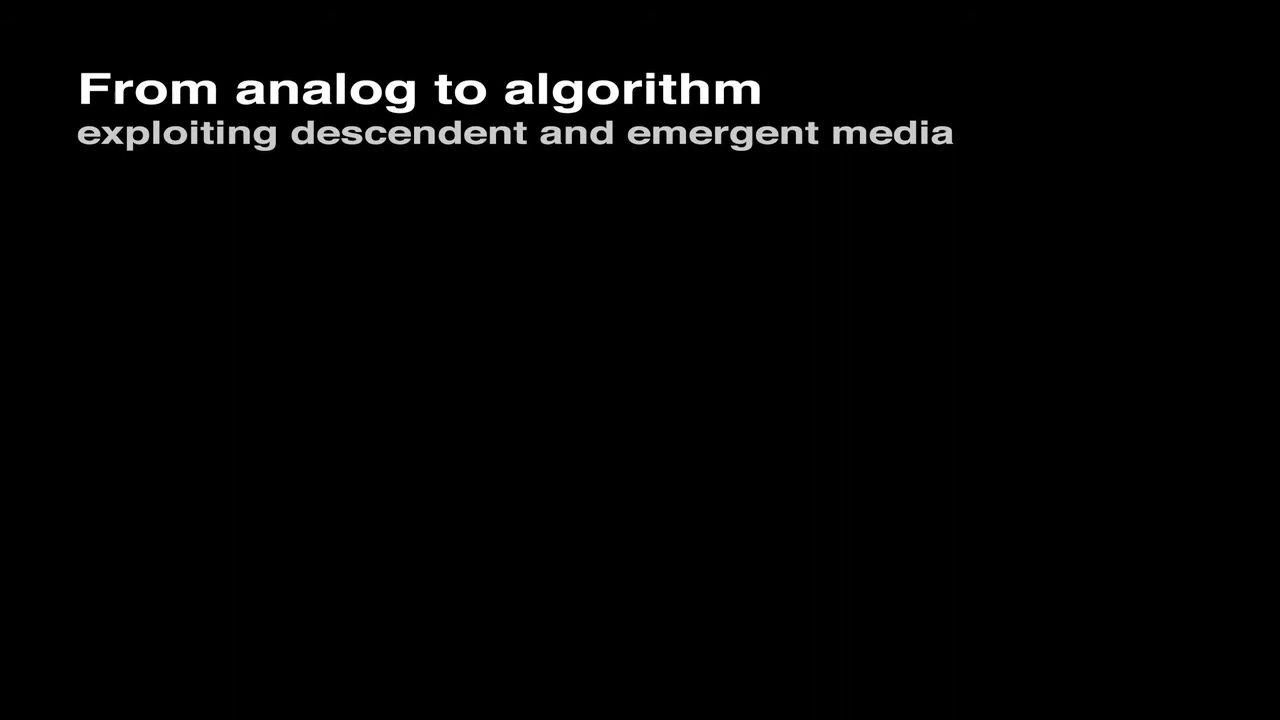 From analog to algorithm
exploiting descendent and emergent media